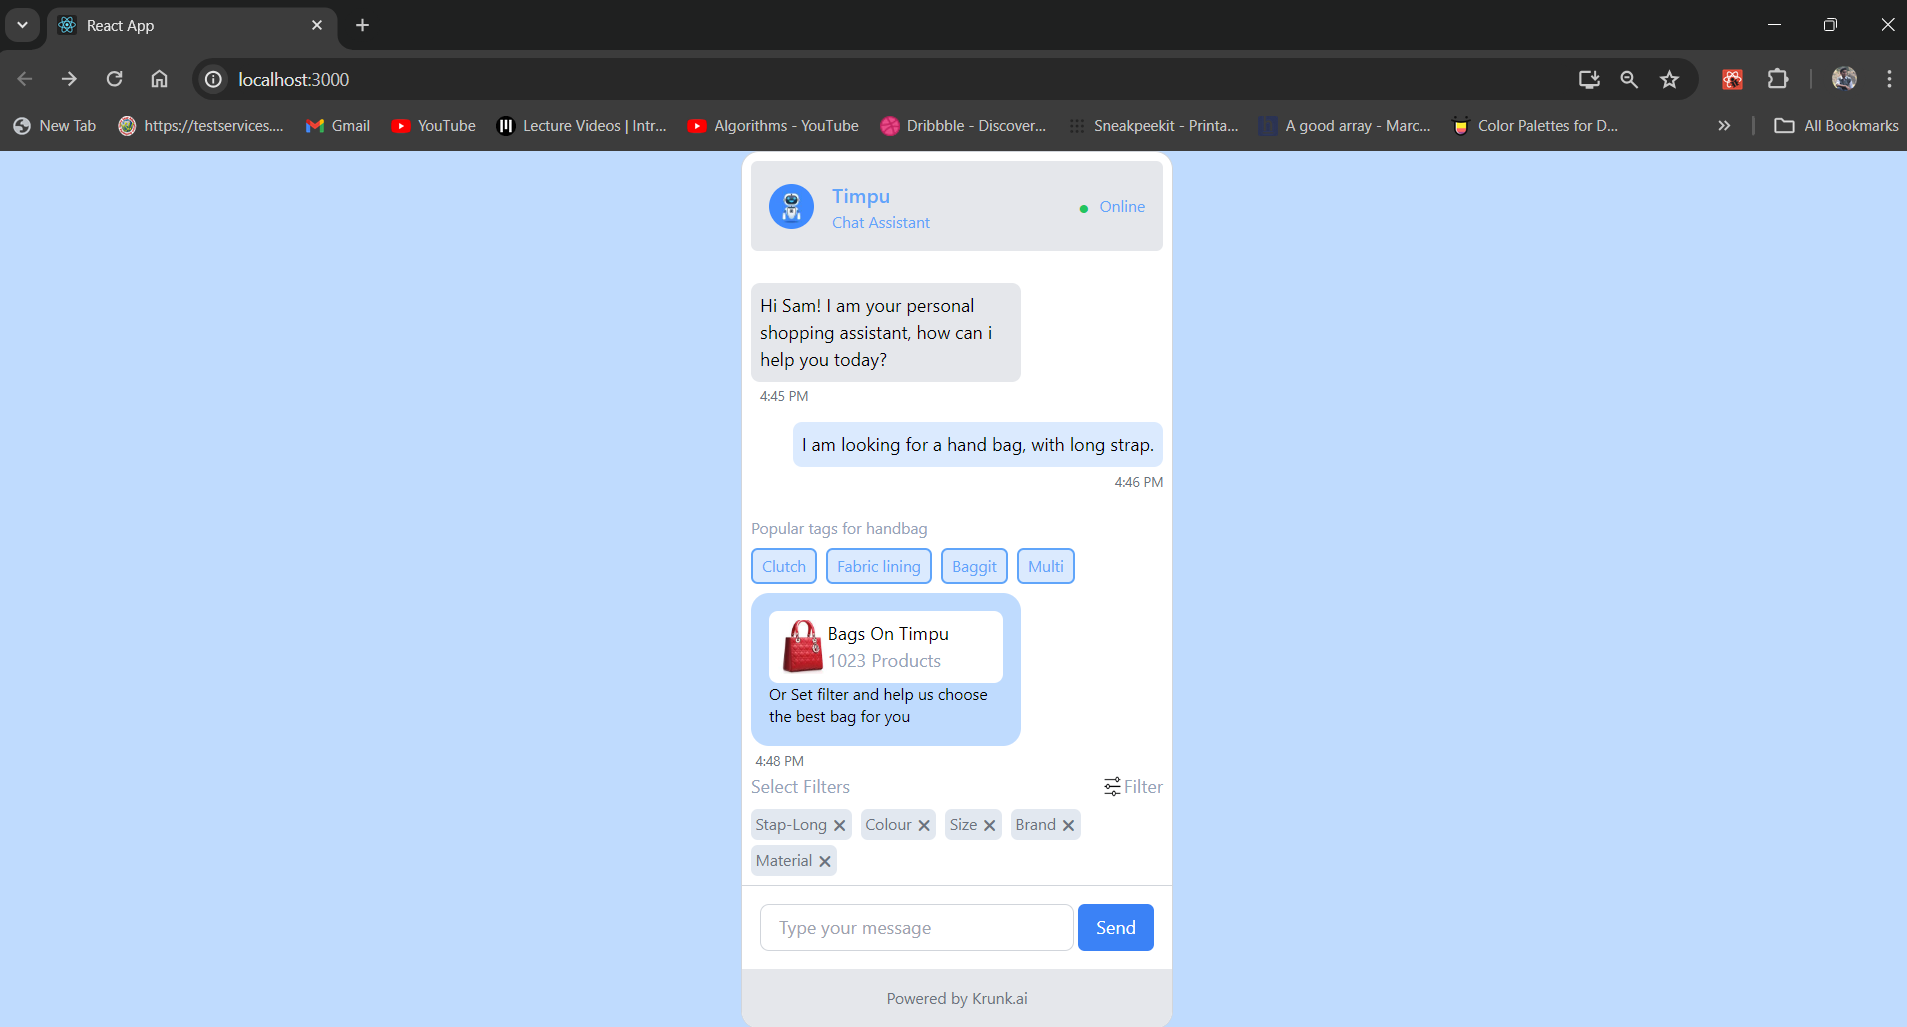 React App
localhost:3000
New Tab
https://testservices....
Gmail
YouTube
Lecture Videos | Intr...
Algorithms - YouTube
Dribbble - Discover...
Sneakpeekit - Printa...
A good array - Marc...
Color Palettes for D...
All Bookmarks
Timpu
Chat Assistant
Online
Hi Sam! I am your personal
shopping assistant, how can i
help you today?
4:45 PM
I am looking for a hand bag, with long strap.
4:46 PM
Popular tags for handbag
Clutch Fabric lining Baggit Multi
Bags On Timpu
1023 Products
Or Set filter and help us choose
the best bag for you
4:48 PM
Select Filters
Filter
Stap-Long Colour Size Brand
Material
Type your message
Send
Powered by Krunk.ai